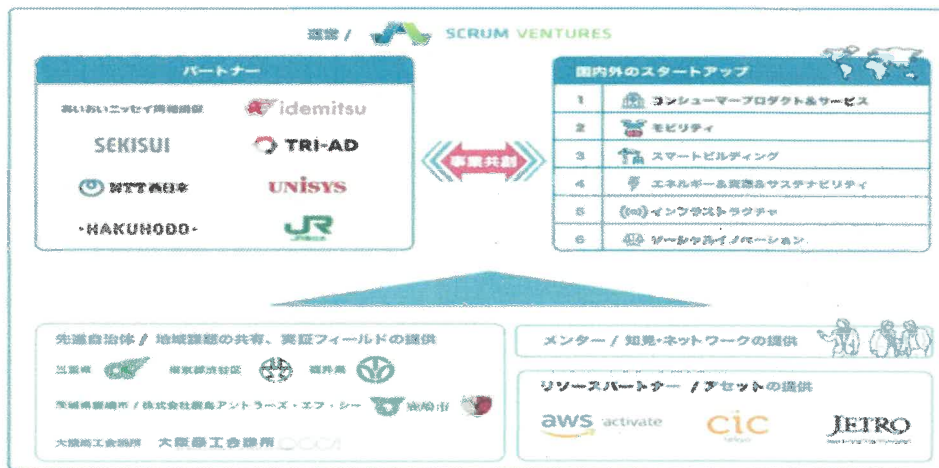 運営 / SCRUM VENTURES
パートナー
あいおいニッセイ同和損保
idemitsu
SEKISUI
TRI-AD
NTT西日本
UNISYS
・HAKUHODO・
JR
事業共創
国内外のスタートアップ
1 コンシューマープロダクト&サービス
2 モビリティ
3 スマートビルディング
4 エネルギー&資源&サステナビリティ
5 インフラストラクチャ
6 ソーシャルイノベーション
先進自治体 / 地域課題の共有、実証フィールドの提供
三重県
東京都渋谷区
福井県
茨城県鹿嶋市 / 株式会社鹿島アントラーズ・エフ・シー
鹿嶋市
大阪商工会議所
大阪商工会議所 OCCI
メンター / 知見・ネットワークの提供
リソースパートナー / アセットの提供
aws activate
CIC
JETRO